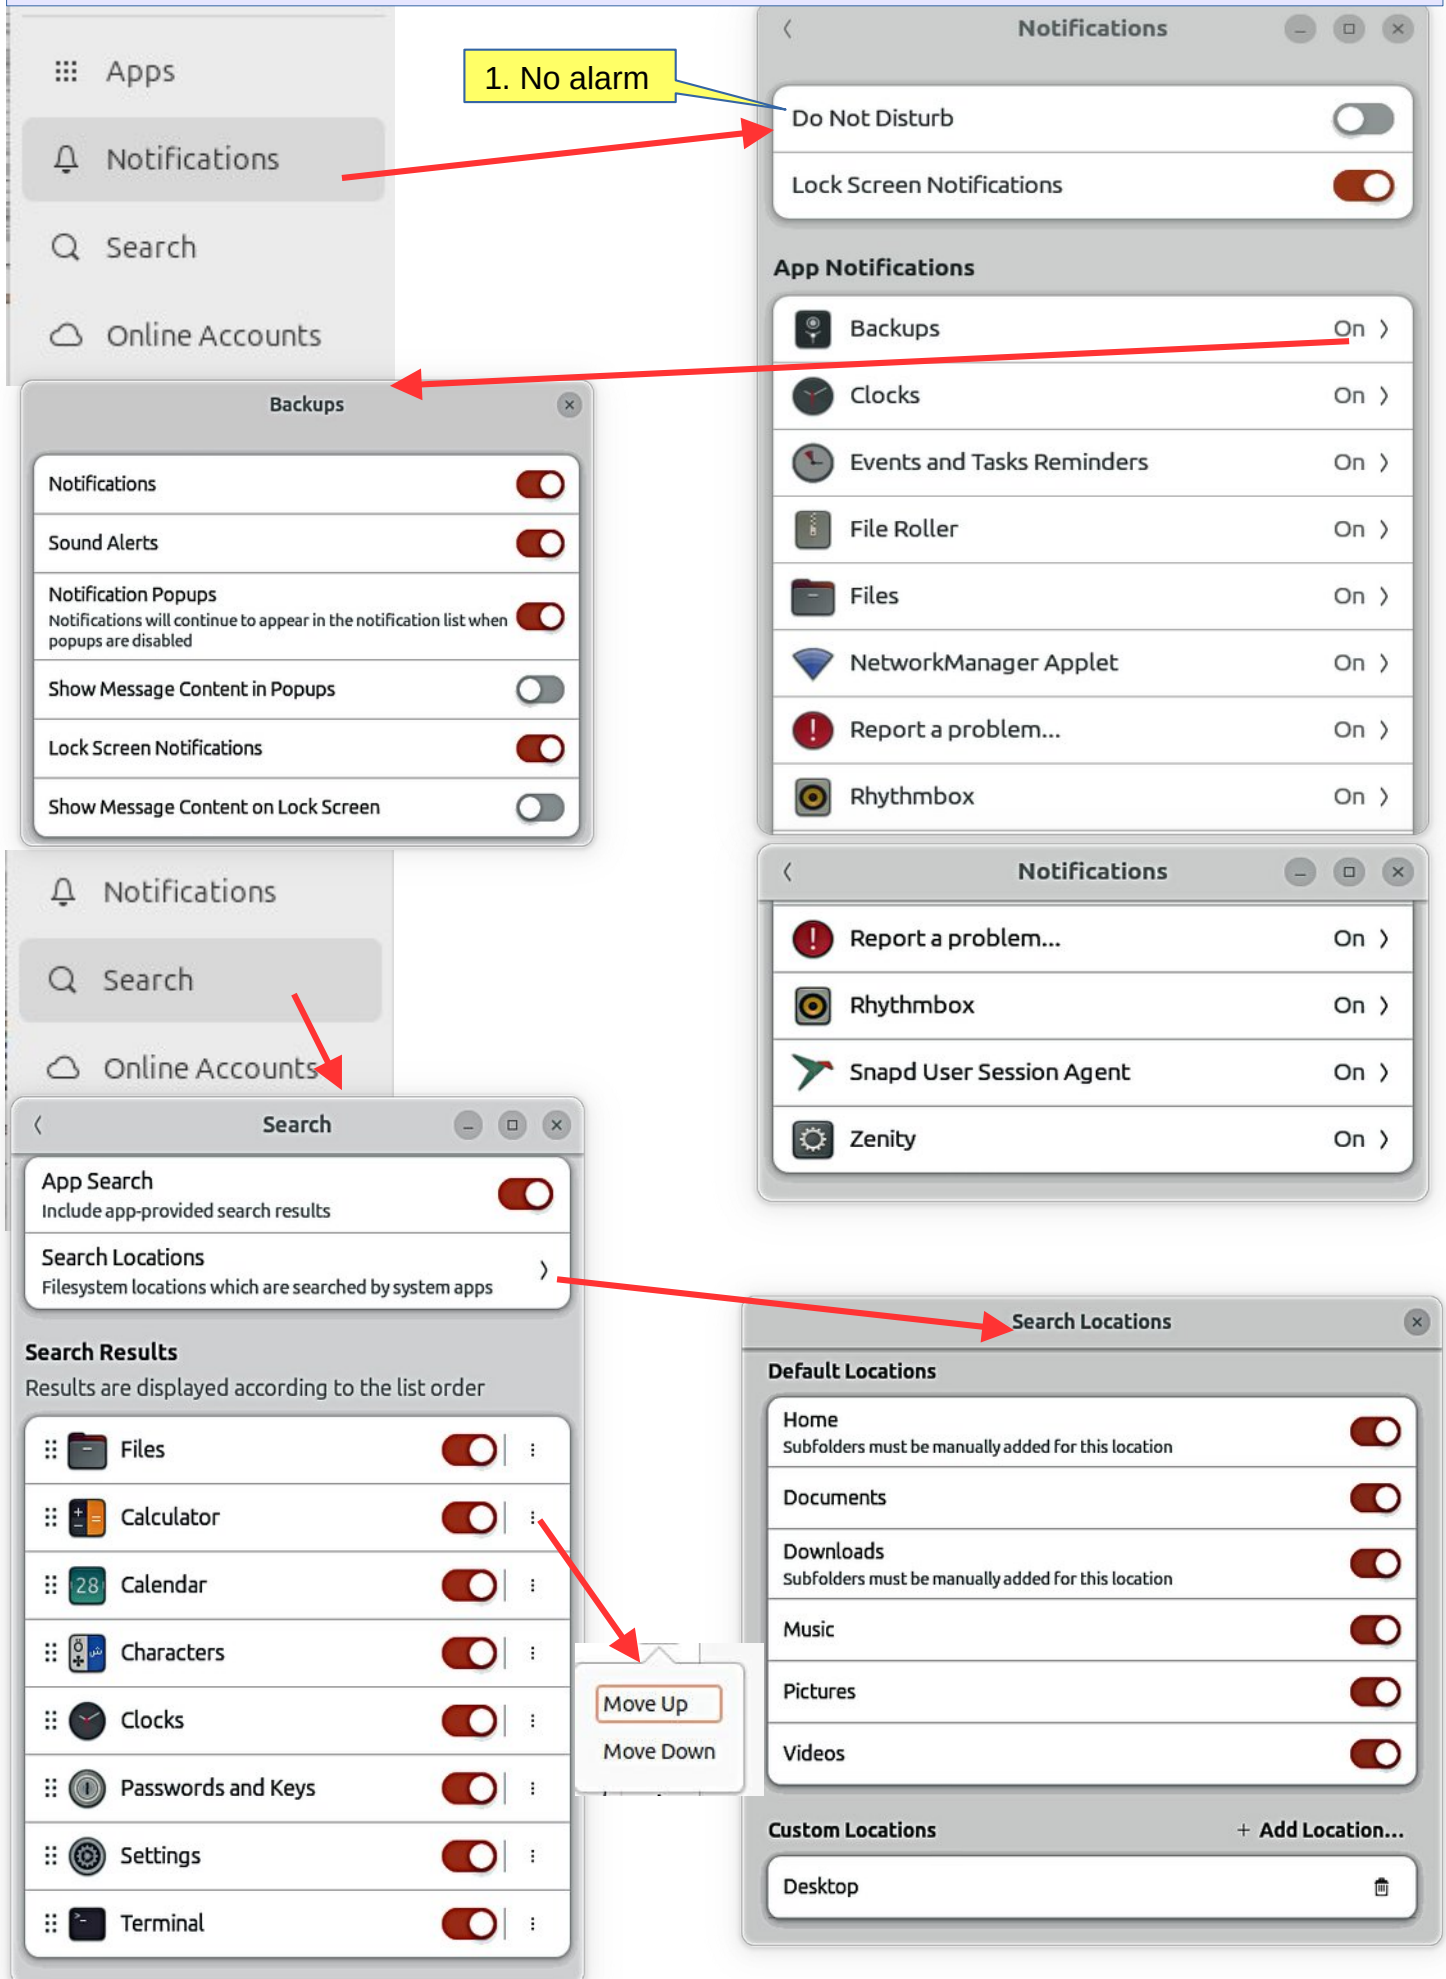 Apps
Notifications
Search
Online Accounts
1. No alarm
Notifications
Do Not Disturb
Lock Screen Notifications
App Notifications
Backups On
Clocks On
Events and Tasks Reminders On
File Roller On
Files On
NetworkManager Applet On
Report a problem... On
Rhythmbox On
Backups
Notifications
Sound Alerts
Notification Popups
Notifications will continue to appear in the notification list when
popups are disabled
Show Message Content in Popups
Lock Screen Notifications
Show Message Content on Lock Screen
Notifications
Report a problem... On
Rhythmbox On
Snapd User Session Agent On
Zenity On
Notifications
Search
Online Accounts
Search
App Search
Include app-provided search results
Search Locations
Filesystem locations which are searched by system apps
Search Results
Results are displayed according to the list order
Files
Calculator
28 Calendar
Characters
Clocks
Passwords and Keys
Settings
Terminal
Move Up
Move Down
Search Locations
Default Locations
Home
Subfolders must be manually added for this location
Documents
Downloads
Subfolders must be manually added for this location
Music
Pictures
Videos
Custom Locations + Add Location...
Desktop